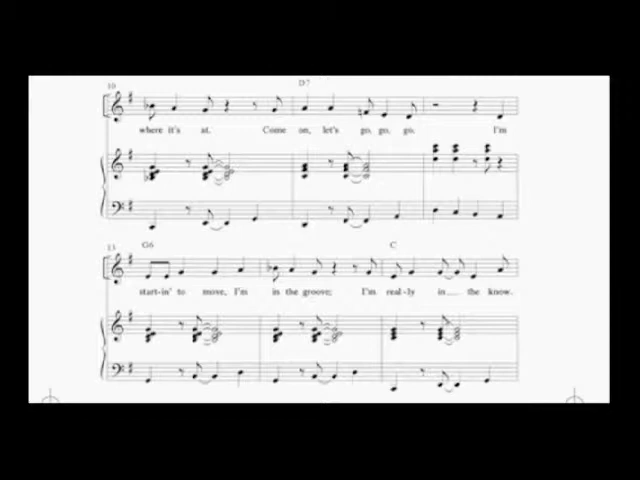 10
D7
where it's at. Come on, let's go, go, go. I'm
13
G6 C
start-in' to move, I'm in the groove; I'm real-ly in__ the know.